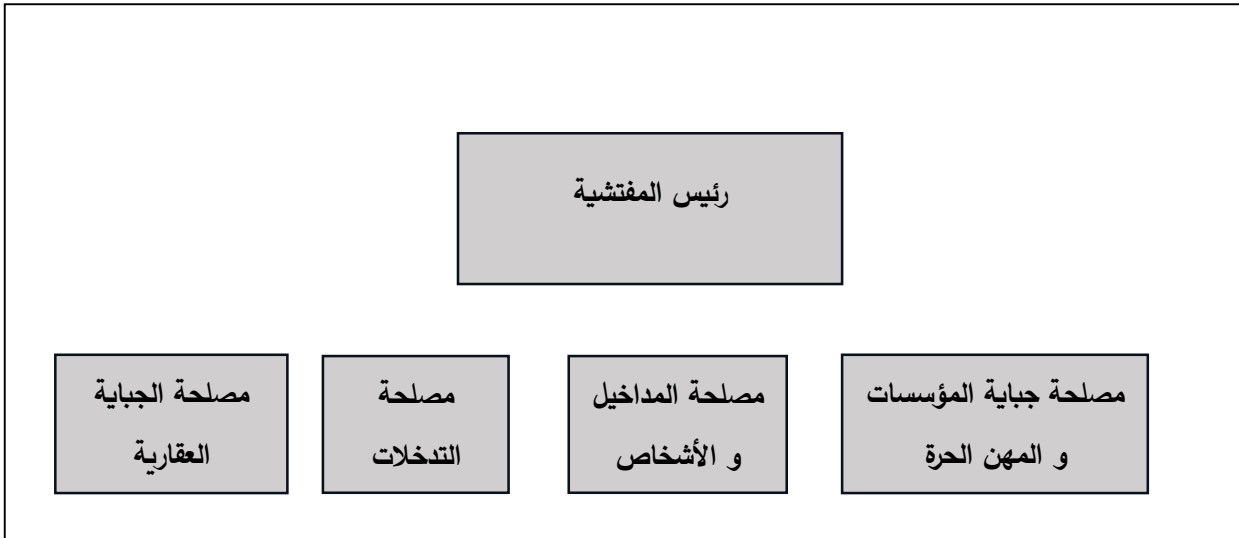 رئيس المفتشية
مصلحة جباية المؤسسات
و المهن الحرة
مصلحة المداخيل
و الأشخاص
مصلحة
التدخلات
مصلحة الجباية
العقارية